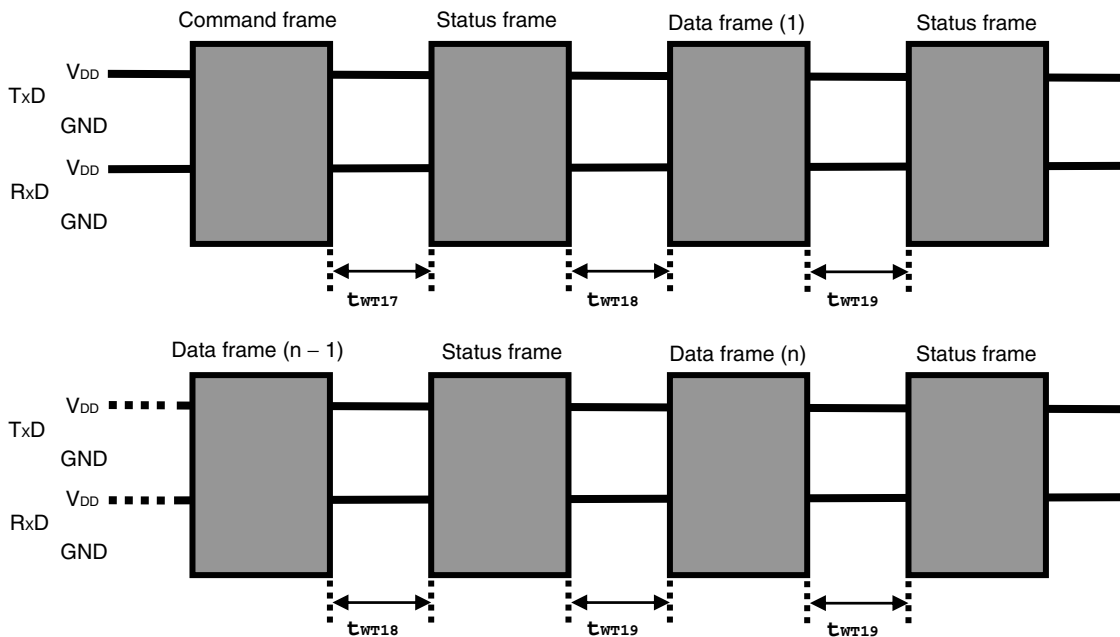 Command frame
Status frame
Data frame (1)
Status frame
TxD
VDD
GND
RxD
VDD
GND
tWT17
tWT18
tWT19
Data frame (n – 1)
Status frame
Data frame (n)
Status frame
TxD
VDD
GND
RxD
VDD
GND
tWT18
tWT19
tWT19